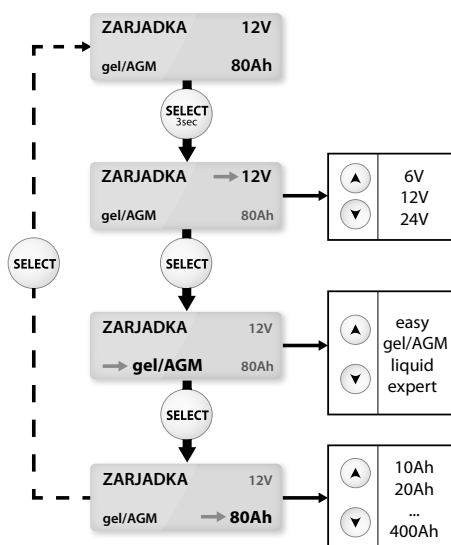 ZARJADKA 12V
gel/AGM 80Ah
SELECT
3sec
ZARJADKA 12V
gel/AGM 80Ah
6V
12V
24V
SELECT
SELECT
ZARJADKA 12V
gel/AGM 80Ah
easy
gel/AGM
liquid
expert
SELECT
ZARJADKA 12V
gel/AGM 80Ah
10Ah
20Ah
...
400Ah